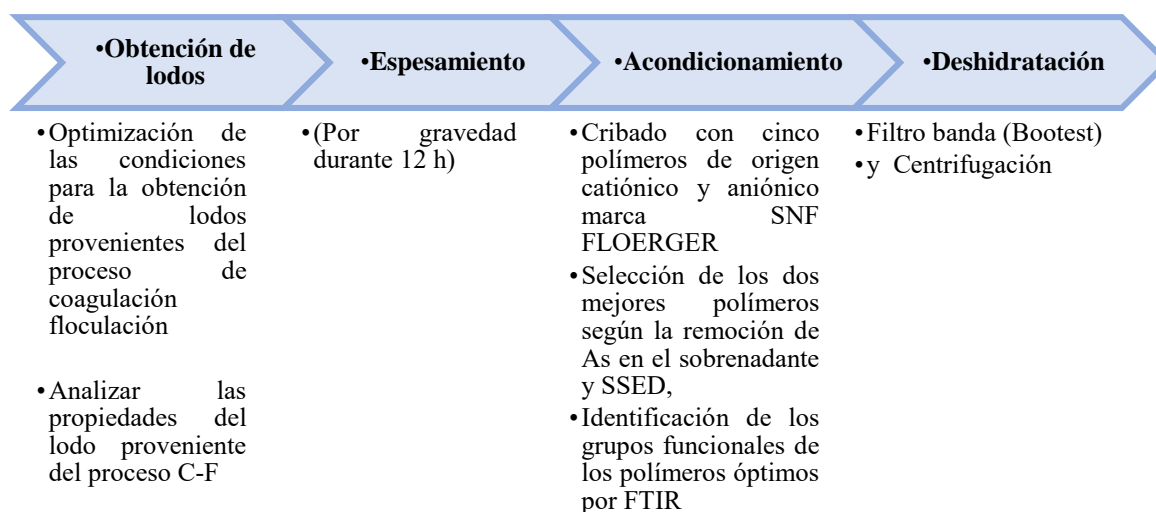 •Obtención de
lodos
•Espesamiento
•Acondicionamiento
•Deshidratación
•Optimización de
las condiciones
para la obtención
de lodos
provenientes del
proceso de
coagulación
floculación
•Analizar las
propiedades del
lodo proveniente
del proceso C-F
•(Por gravedad
durante 12 h)
•Cribado con cinco
polímeros de origen
catiónico y aniónico
marca SNF
FLOERGER
•Selección de los dos
mejores polímeros
según la remoción de
As en el sobrenadante
y SSED,
•Identificación de los
grupos funcionales de
los polímeros óptimos
por FTIR
•Filtro banda (Bootest)
•y Centrifugación